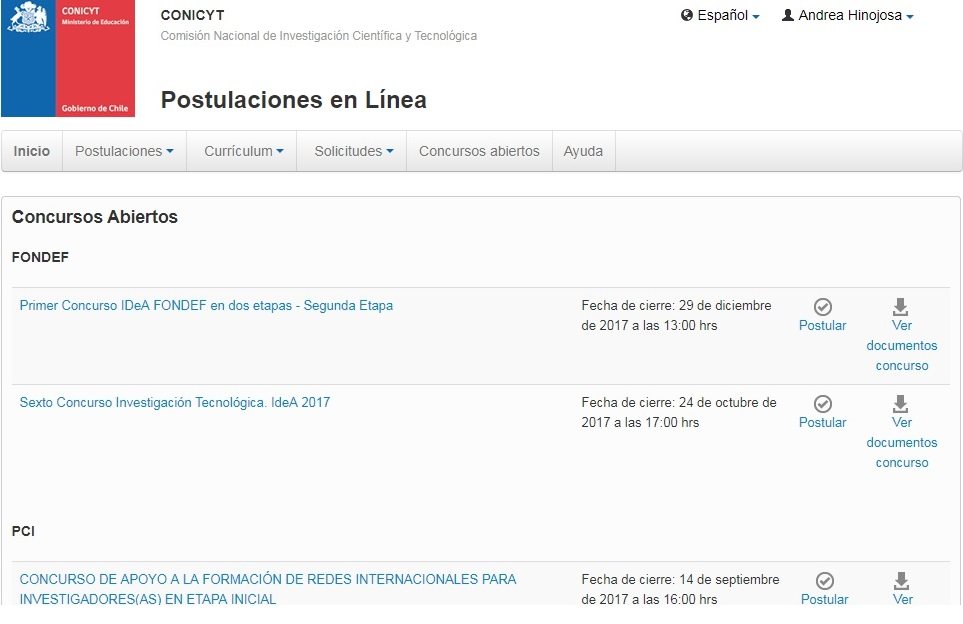 CONICYT
Ministerio de Educación
Gobierno de Chile
CONICYT
Comisión Nacional de Investigación Científica y Tecnológica
Español
Andrea Hinojosa
Postulaciones en Línea
Inicio
Postulaciones
Currículum
Solicitudes
Concursos abiertos
Ayuda
Concursos Abiertos
FONDEF
Primer Concurso IDeA FONDEF en dos etapas - Segunda Etapa
Fecha de cierre: 29 de diciembre
de 2017 a las 13:00 hrs
Postular
Ver
documentos
concurso
Sexto Concurso Investigación Tecnológica. IdeA 2017
Fecha de cierre: 24 de octubre de
2017 a las 17:00 hrs
Postular
Ver
documentos
concurso
PCI
CONCURSO DE APOYO A LA FORMACIÓN DE REDES INTERNACIONALES PARA
INVESTIGADORES(AS) EN ETAPA INICIAL
Fecha de cierre: 14 de septiembre
de 2017 a las 16:00 hrs
Postular
Ver